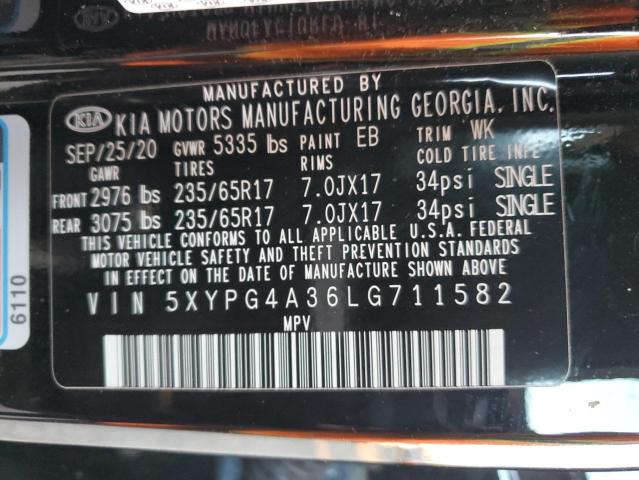 MANUFACTURED BY
KIA KIA MOTORS MANUFACTURING GEORGIA, INC.
SEP/25/20 GVWR 5335 lbs PAINT EB TRIM WK
GAWR TIRES RIMS COLD TIRE INFL
FRONT 2976 lbs 235/65R17 7.0JX17 34psi SINGLE
REAR 3075 lbs 235/65R17 7.0JX17 34psi SINGLE
THIS VEHICLE CONFORMS TO ALL APPLICABLE U.S.A. FEDERAL
MOTOR VEHICLE SAFETY AND THEFT PREVENTION STANDARDS
IN EFFECT ON THE DATE OF MANUFACTURE SHOWN ABOVE
VIN 5XYPG4A36LG711582
MPV
6110